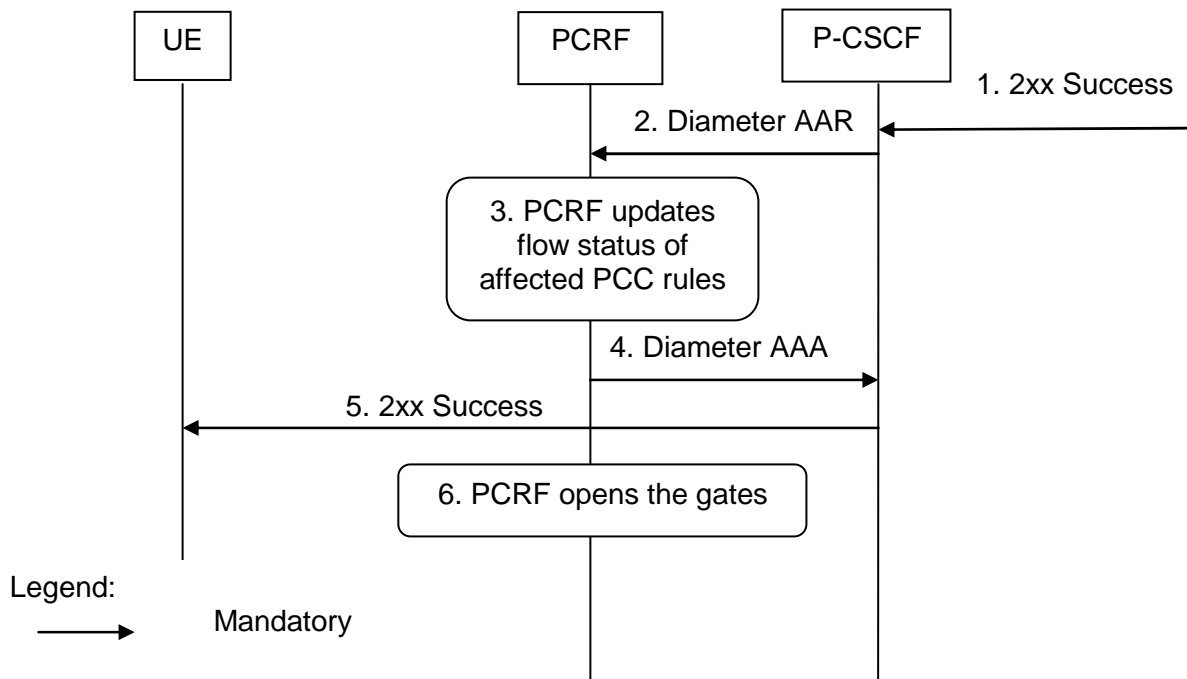 UE
PCRF
P-CSCF
1. 2xx Success
2. Diameter AAR
3. PCRF updates
flow status of
affected PCC rules
4. Diameter AAA
5. 2xx Success
6. PCRF opens the gates
Legend:
Mandatory